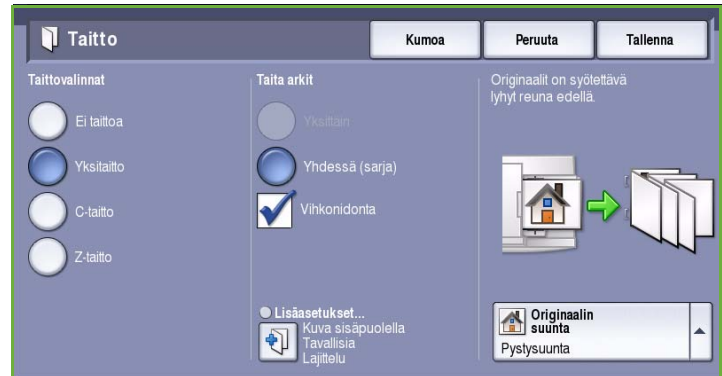 Taitto
Kumoa
Peruuta
Tallenna
Taittovalinnat
Ei taittoa
Yksitaitto
C-taitto
Z-taitto
Taita arkit
Yksittäin
Yhdessä (sarja)
Vihkonidonta
Lisäasetukset...
Kuva sisäpuolella
Tavallisia
Lajittelu
Originaalit on syötettävä
lyhyt reuna edellä.
Originaalin
suunta
Pystysuunta